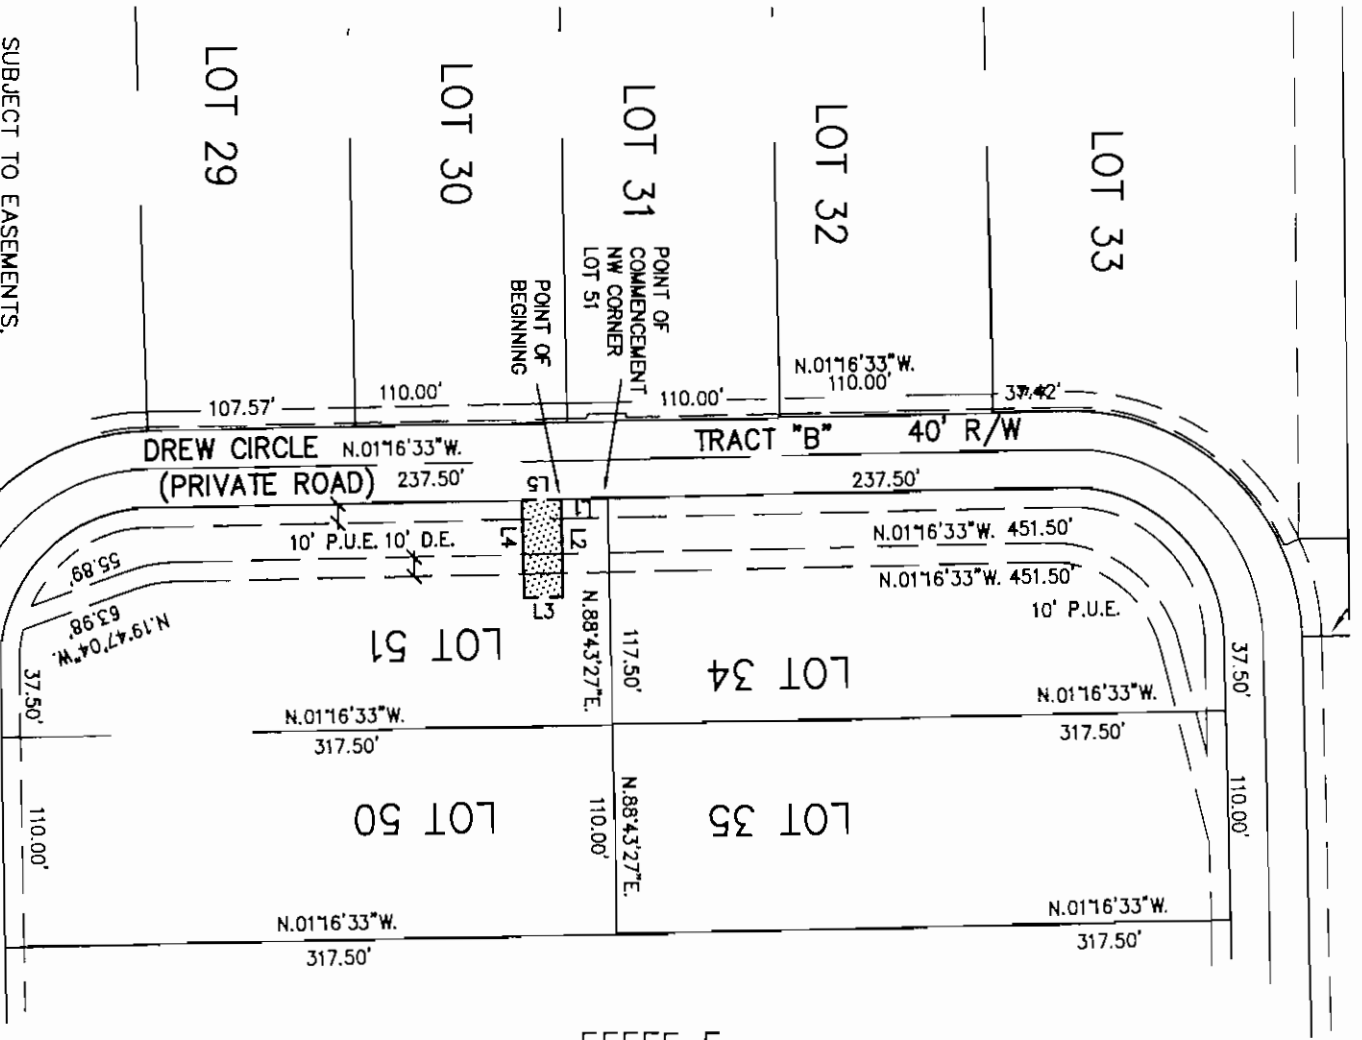 SUBJECT TO EASEMENTS.
LOT 29
LOT 30
LOT 31
LOT 32
LOT 33
POINT OF
COMMENCEMENT
NW CORNER
LOT 51
POINT OF
BEGINNING
107.57'
110.00'
110.00'
N.01°16'33"W.
110.00'
DREW CIRCLE
(PRIVATE ROAD)
N.01°16'33"W.
237.50'
TRACT "B"
40' R/W
237.50'
L5
L1
L2
L4
L3
10' P.U.E. 10' D.E.
N.01°16'33"W. 451.50'
N.01°16'33"W. 451.50'
10' P.U.E.
55.89'
63.98'
N.19°47'04"W.
37.50'
LOT 51
N.88°43'27"E.
117.50'
LOT 34
37.50'
N.01°16'33"W.
317.50'
N.01°16'33"W.
317.50'
110.00'
LOT 50
110.00'
N.88°43'27"E.
LOT 35
110.00'
N.01°16'33"W.
317.50'
N.01°16'33"W.
317.50'